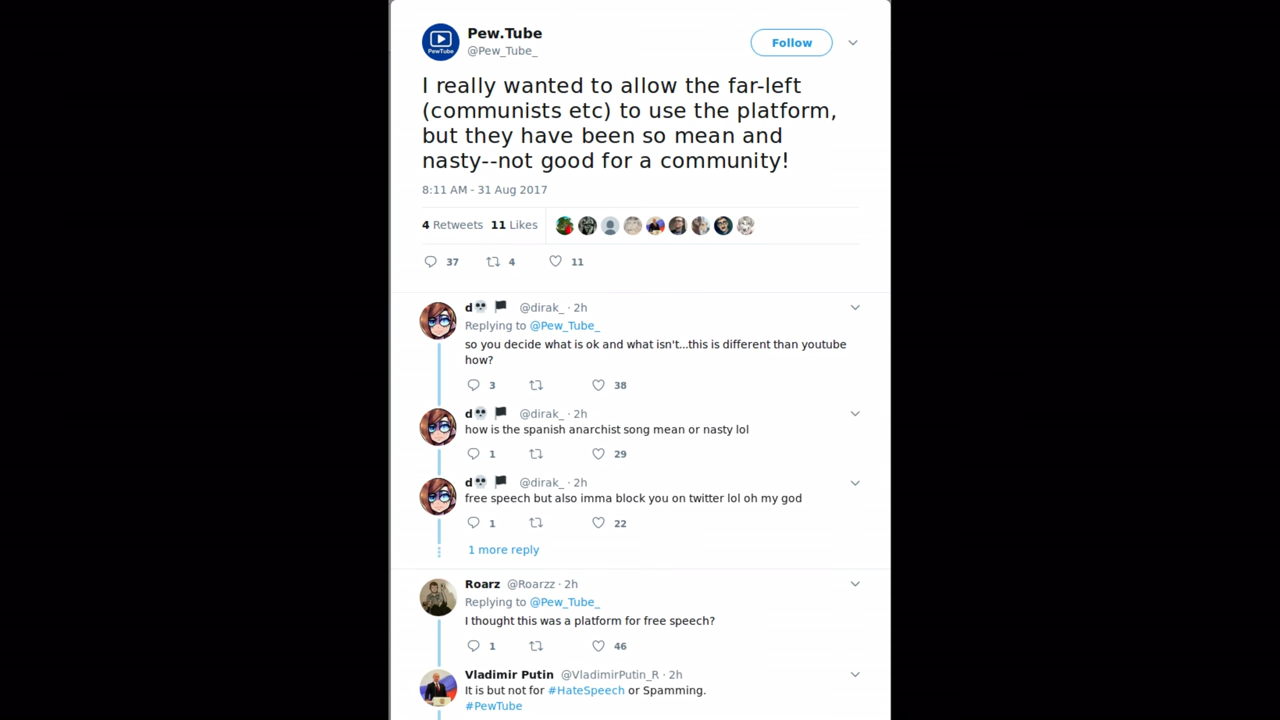 Pew.Tube
@Pew_Tube_
Follow
PewTube
I really wanted to allow the far-left
(communists etc) to use the platform,
but they have been so mean and
nasty--not good for a community!
8:11 AM - 31 Aug 2017
4 Retweets 11 Likes
37 4 11
d💀 🏴 @dirak_ · 2h
Replying to @Pew_Tube_
so you decide what is ok and what isn't...this is different than youtube
how?
3 38
d💀 🏴 @dirak_ · 2h
how is the spanish anarchist song mean or nasty lol
1 29
d💀 🏴 @dirak_ · 2h
free speech but also imma block you on twitter lol oh my god
1 22
1 more reply
Roarz @Roarzz · 2h
Replying to @Pew_Tube_
I thought this was a platform for free speech?
1 46
Vladimir Putin @VladimirPutin_R · 2h
It is but not for #HateSpeech or Spamming.
#PewTube